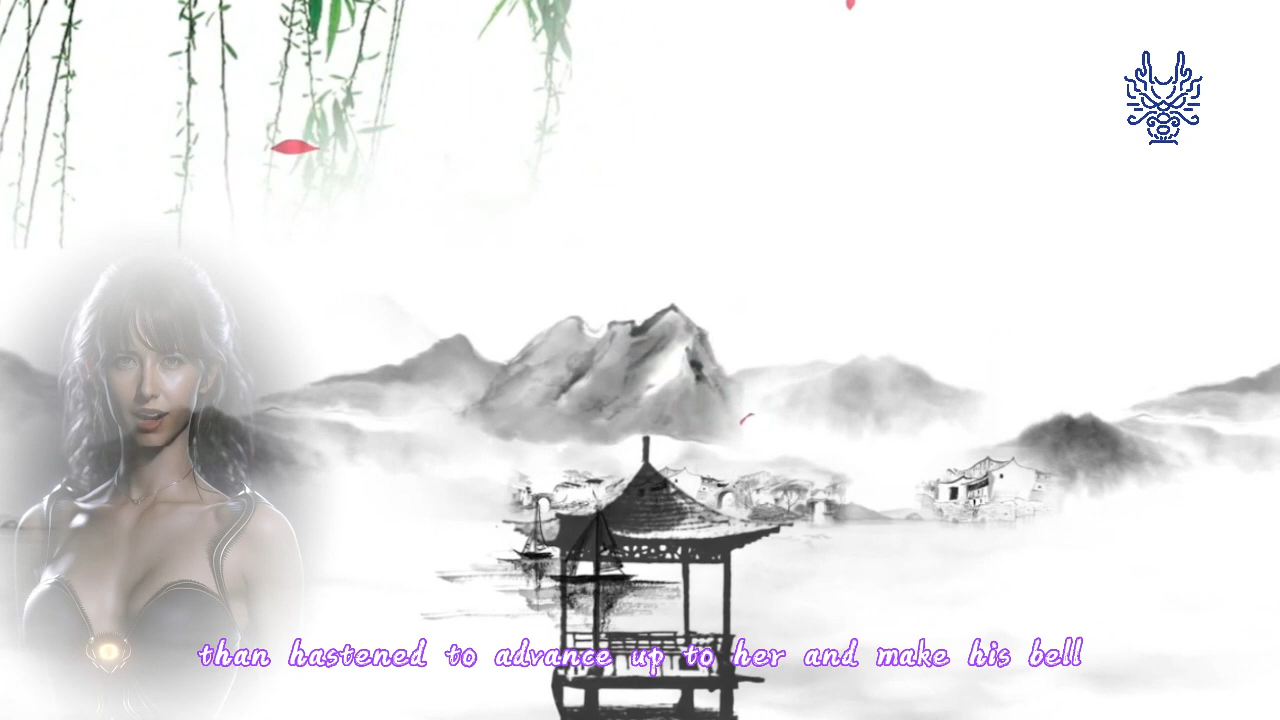 than hastened to advance up to her and make his bell